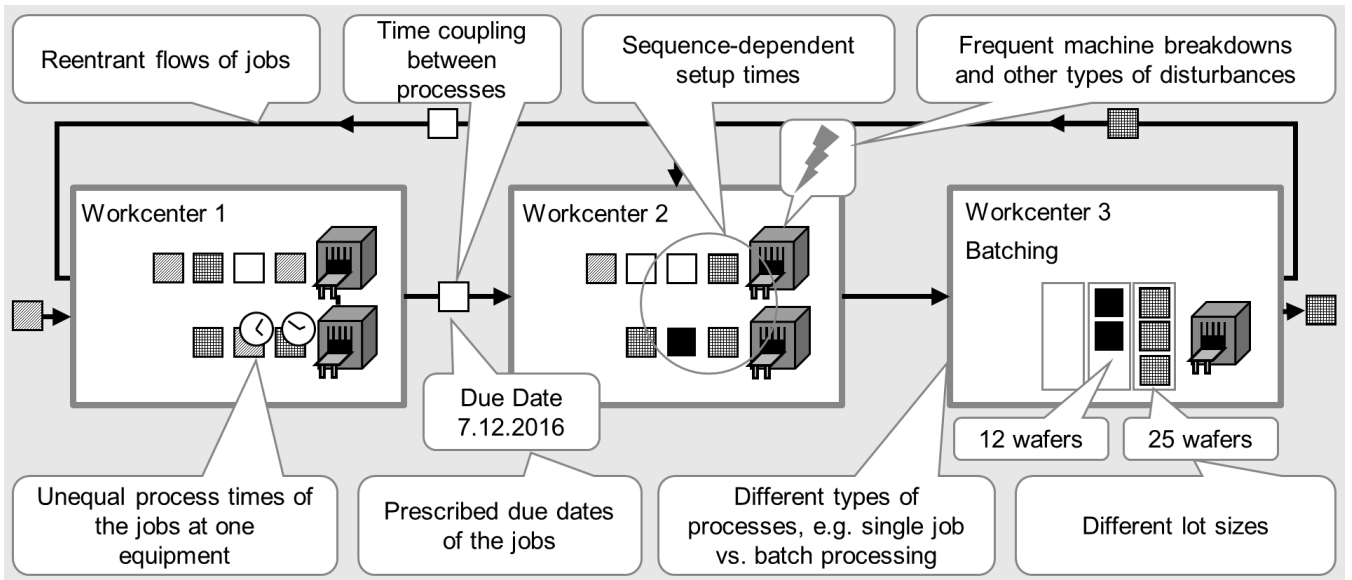 Reentrant flows of jobs
Time coupling
between
processes
Sequence-dependent
setup times
Frequent machine breakdowns
and other types of disturbances
Workcenter 1
Workcenter 2
Workcenter 3
Batching
Due Date
7.12.2016
12 wafers
25 wafers
Unequal process times of
the jobs at one
equipment
Prescribed due dates
of the jobs
Different types of
processes, e.g. single job
vs. batch processing
Different lot sizes